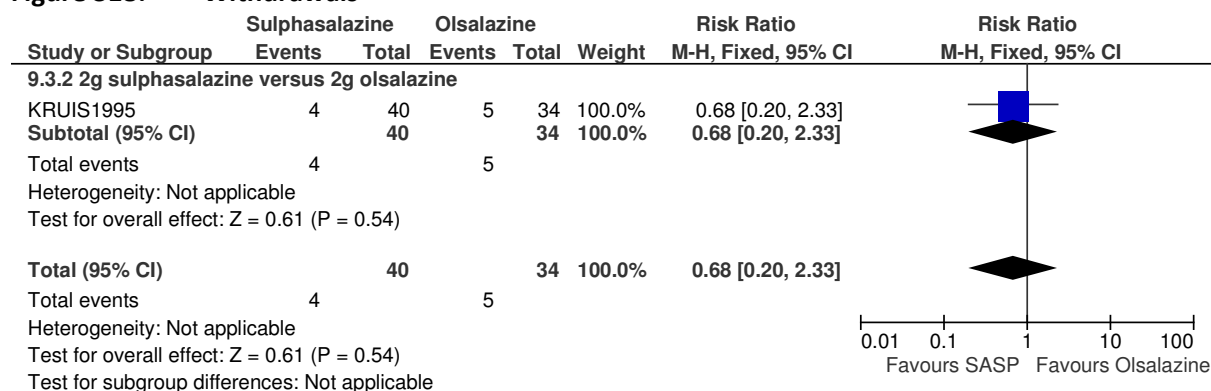 Sulphasalazine Olsalazine Risk Ratio Risk Ratio
Study or Subgroup Events Total Events Total Weight M-H, Fixed, 95% CI M-H, Fixed, 95% CI
9.3.2 2g sulphasalazine versus 2g olsalazine
KRUIS1995 4 40 5 34 100.0% 0.68 [0.20, 2.33]
Subtotal (95% CI) 40 34 100.0% 0.68 [0.20, 2.33]
Total events 4 5
Heterogeneity: Not applicable
Test for overall effect: Z = 0.61 (P = 0.54)
Total (95% CI) 40 34 100.0% 0.68 [0.20, 2.33]
Total events 4 5
Heterogeneity: Not applicable
Test for overall effect: Z = 0.61 (P = 0.54)
Test for subgroup differences: Not applicable
0.01 0.1 1 10 100
Favours SASP Favours Olsalazine